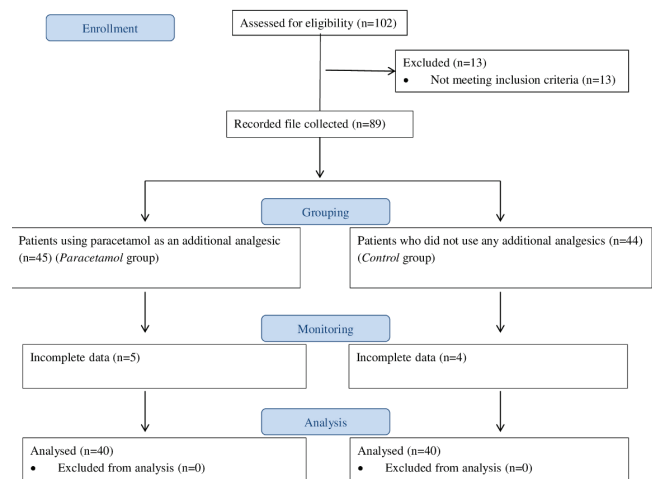 Enrollment
Assessed for eligibility (n=102)
Excluded (n=13)
• Not meeting inclusion criteria (n=13)
Recorded file collected (n=89)
Grouping
Patients using paracetamol as an additional analgesic
(n=45) (Paracetamol group)
Patients who did not use any additional analgesics (n=44)
(Control group)
Monitoring
Incomplete data (n=5)
Incomplete data (n=4)
Analysis
Analysed (n=40)
• Excluded from analysis (n=0)
Analysed (n=40)
• Excluded from analysis (n=0)